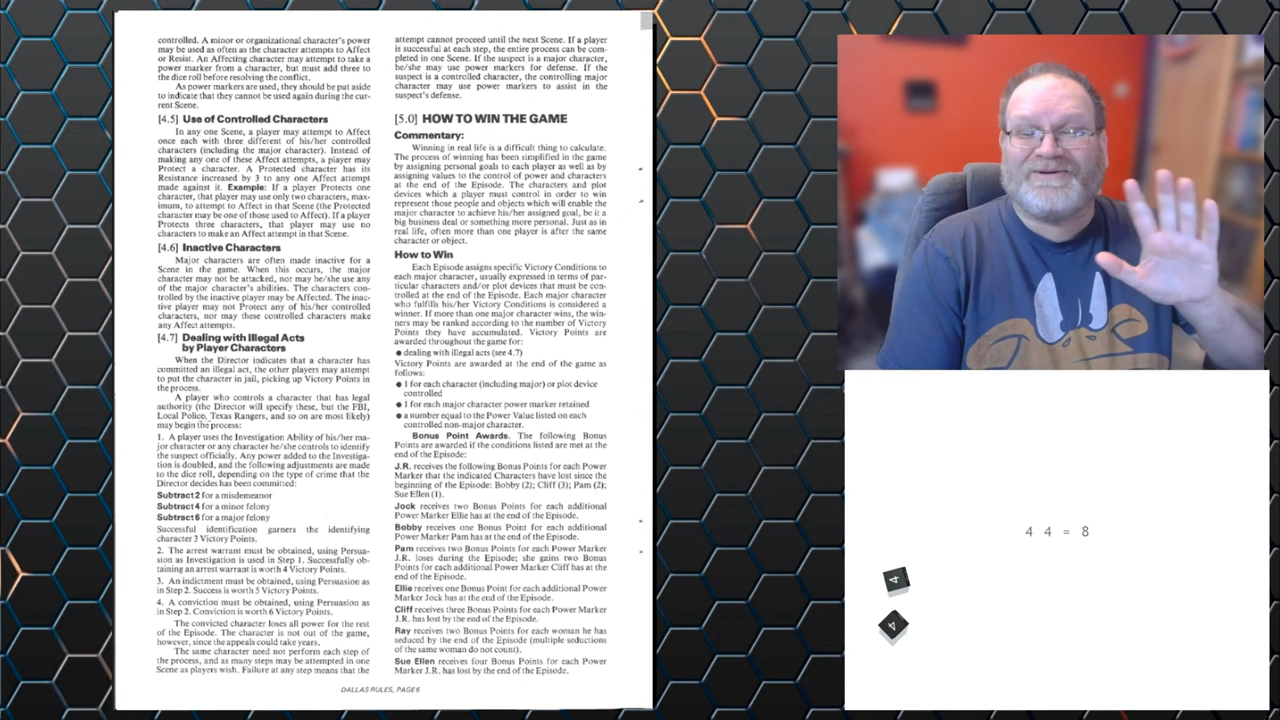 controlled. A minor or organizational character's power
may be used as often as the character attempts to Affect
or Resist. An Affecting character may attempt to take a
power marker from a character, but must add three to
the dice roll before resolving the conflict.
As power markers are used, they should be put aside
to indicate that they cannot be used again during the cur-
rent Scene.
[4.5] Use of Controlled Characters
In any one Scene, a player may attempt to Affect
once each with three different of his/her controlled
characters (including the major character). Instead of
making any one of these Affect attempts, a player may
Protect a character. A Protected character has its
Resistance increased by 3 to any one Affect attempt
made against it. Example: If a player Protects one
character, that player may use only two characters, max-
imum, to attempt to Affect in that Scene (the Protected
character may be one of those used to Affect). If a player
Protects three characters, that player may use no
characters to make an Affect attempt in that Scene.
[4.6] Inactive Characters
Major characters are often made inactive for a
Scene in the game. When this occurs, the major
character may not be attacked, nor may he/she use any
of the major character's abilities. The characters con-
trolled by the inactive player may be Affected. The inac-
tive player may not Protect any of his/her controlled
characters, nor may these controlled characters make
any Affect attempts.
[4.7] Dealing with Illegal Acts
by Player Characters
When the Director indicates that a character has
committed an illegal act, the other players may attempt
to put the character in jail, picking up Victory Points in
the process.
A player who controls a character that has legal
authority (the Director will specify these, but the FBI,
Local Police, Texas Rangers, and so on are most likely)
may begin the process:
1. A player uses the Investigation Ability of his/her ma-
jor character or any character he/she controls to identify
the suspect officially. Any power added to the Investiga-
tion is doubled, and the following adjustments are made
to the dice roll, depending on the type of crime that the
Director decides has been committed:
Subtract 2 for a misdemeanor
Subtract 4 for a minor felony
Subtract 6 for a major felony
Successful identification garners the identifying
character 3 Victory Points.
2. The arrest warrant must be obtained, using Persua-
sion as Investigation is used in Step 1. Successfully ob-
taining an arrest warrant is worth 4 Victory Points.
3. An indictment must be obtained, using Persuasion as
in Step 2. Success is worth 5 Victory Points.
4. A conviction must be obtained, using Persuasion as
in Step 2. Conviction is worth 6 Victory Points.
The convicted character loses all power for the rest
of the Episode. The character is not out of the game,
however, since the appeals could take years.
The same character need not perform each step of
the process, and as many steps may be attempted in one
Scene as players wish. Failure at any step means that the
attempt cannot proceed until the next Scene. If a player
is successful at each step, the entire process can be com-
pleted in one Scene. If the suspect is a major character,
he/she may use power markers for defense. If the
suspect is a controlled character, the controlling major
character may use power markers to assist in the
suspect's defense.
[5.0] HOW TO WIN THE GAME
Commentary:
Winning in real life is a difficult thing to calculate.
The process of winning has been simplified in the game
by assigning personal goals to each player as well as by
assigning values to the control of power and characters
at the end of the Episode. The characters and plot
devices which a player must control in order to win
represent those people and objects which will enable the
major character to achieve his/her assigned goal, be it a
big business deal or something more personal. Just as in
real life, often more than one player is after the same
character or object.
How to Win
Each Episode assigns specific Victory Conditions to
each major character, usually expressed in terms of par-
ticular characters and/or plot devices that must be con-
trolled at the end of the Episode. Each major character
who fulfills his/her Victory Conditions is considered a
winner. If more than one major character wins, the win-
ners may be ranked according to the number of Victory
Points they have accumulated. Victory Points are
awarded throughout the game for:
● dealing with illegal acts (see 4.7)
Victory Points are awarded at the end of the game as
follows:
● 1 for each character (including major) or plot device
controlled
● 1 for each major character power marker retained
● a number equal to the Power Value listed on each
controlled non-major character.
Bonus Point Awards. The following Bonus
Points are awarded if the conditions listed are met at the
end of the Episode:
J.R. receives the following Bonus Points for each Power
Marker that the indicated Characters have lost since the
beginning of the Episode: Bobby (2); Cliff (3); Pam (2);
Sue Ellen (1).
Jock receives two Bonus Points for each additional
Power Marker Ellie has at the end of the Episode.
Bobby receives one Bonus Point for each additional
Power Marker Pam has at the end of the Episode.
Pam receives two Bonus Points for each Power Marker
J.R. loses during the Episode; she gains two Bonus
Points for each additional Power Marker Cliff has at the
end of the Episode.
Ellie receives one Bonus Point for each additional Power
Marker Jock has at the end of the Episode.
Cliff receives three Bonus Points for each Power Marker
J.R. has lost by the end of the Episode.
Ray receives two Bonus Points for each woman he has
seduced by the end of the Episode (multiple seductions
of the same woman do not count).
Sue Ellen receives four Bonus Points for each Power
Marker J.R. has lost by the end of the Episode.
DALLAS RULES, PAGE 6
4 4 = 8
4
4